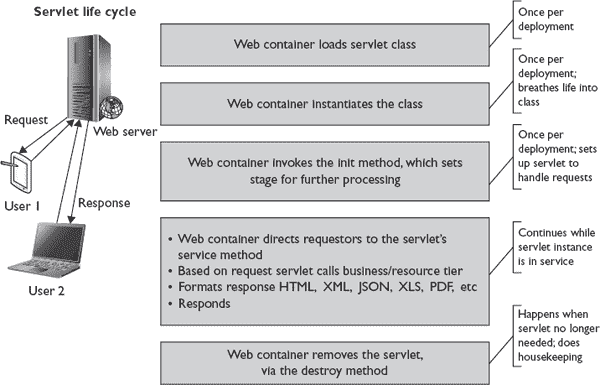 Servlet life cycle
Request
Web server
User 1
Response
User 2
Web container loads servlet class
Once per
deployment
Web container instantiates the class
Once per
deployment;
breathes life into
class
Web container invokes the init method, which sets
stage for further processing
Once per
deployment; sets
up servlet to
handle requests
• Web container directs requestors to the servlet's
service method
• Based on request servlet calls business/resource tier
• Formats response HTML, XML, JSON, XLS, PDF, etc
• Responds
Continues while
servlet instance
is in service
Web container removes the servlet,
via the destroy method
Happens when
servlet no longer
needed; does
housekeeping